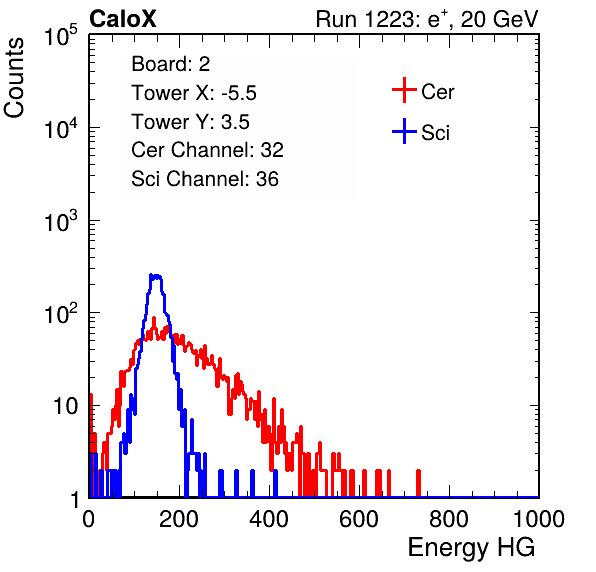 CaloX Run 1223: e⁺, 20 GeV
Counts
10⁵
10⁴
10³
10²
10
1
Board: 2
Tower X: -5.5
Tower Y: 3.5
Cer Channel: 32
Sci Channel: 36
Cer
Sci
0 200 400 600 800 1000
Energy HG